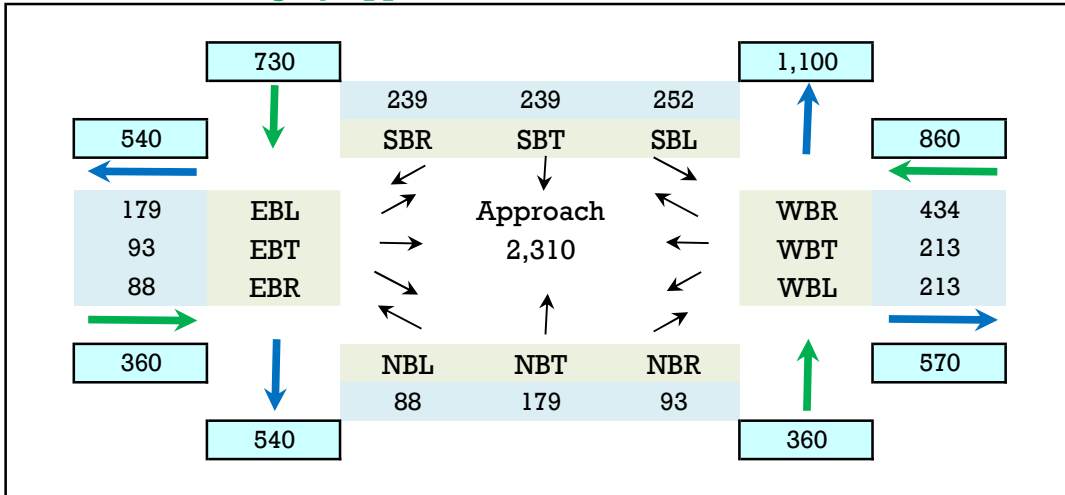 730 1,100
239 239 252
540 SBR SBT SBL 860
179 EBL Approach WBR 434
93 EBT 2,310 WBT 213
88 EBR WBL 213
360 NBL NBT NBR 570
88 179 93
540 360